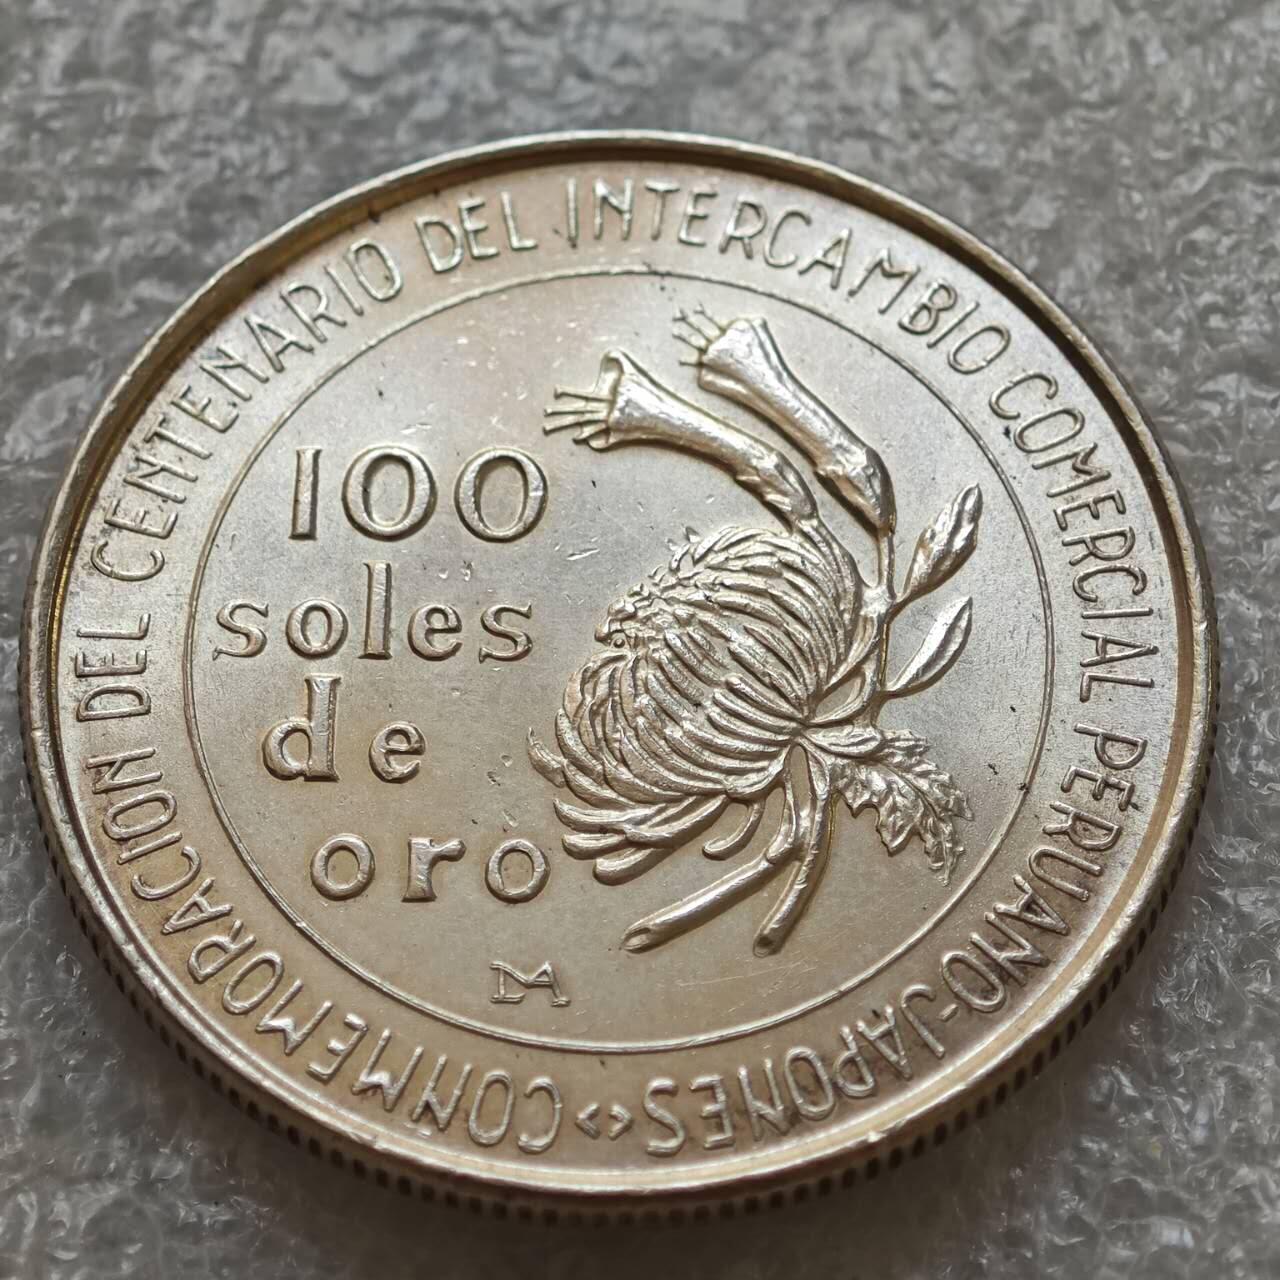 CONMEMORACION DEL CENTENARIO DEL INTERCAMBIO COMERCIAL PERUANO-JAPONES
100
soles
de
oro